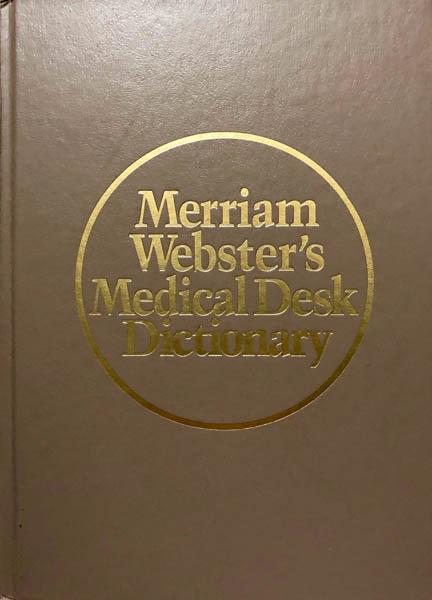 Merriam
Webster's
Medical Desk
Dictionary